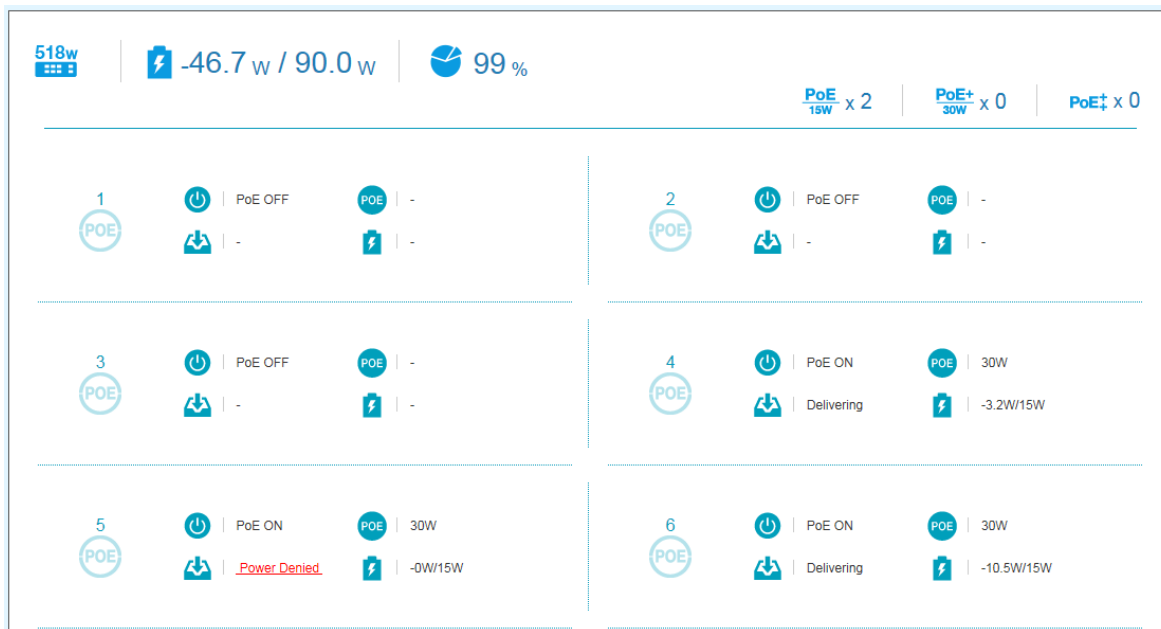 518w
-46.7 W / 90.0 W
99 %
PoE 15W x 2
PoE+ 30W x 0
PoE‡ x 0
1
POE
PoE OFF
POE -
-
-
2
POE
PoE OFF
POE -
-
-
3
POE
PoE OFF
POE -
-
-
4
POE
PoE ON
POE 30W
Delivering
-3.2W/15W
5
POE
PoE ON
POE 30W
Power Denied
-0W/15W
6
POE
PoE ON
POE 30W
Delivering
-10.5W/15W